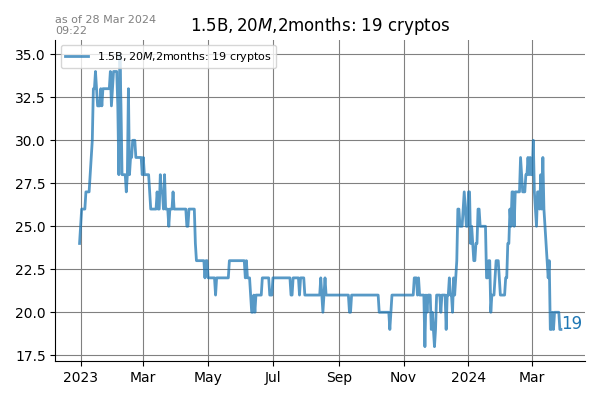 as of 28 Mar 2024
09:22
1.5B, 20M,2months: 19 cryptos
1.5B, 20M,2months: 19 cryptos
35.0
32.5
30.0
27.5
25.0
22.5
20.0
17.5
19
2023 Mar May Jul Sep Nov 2024 Mar